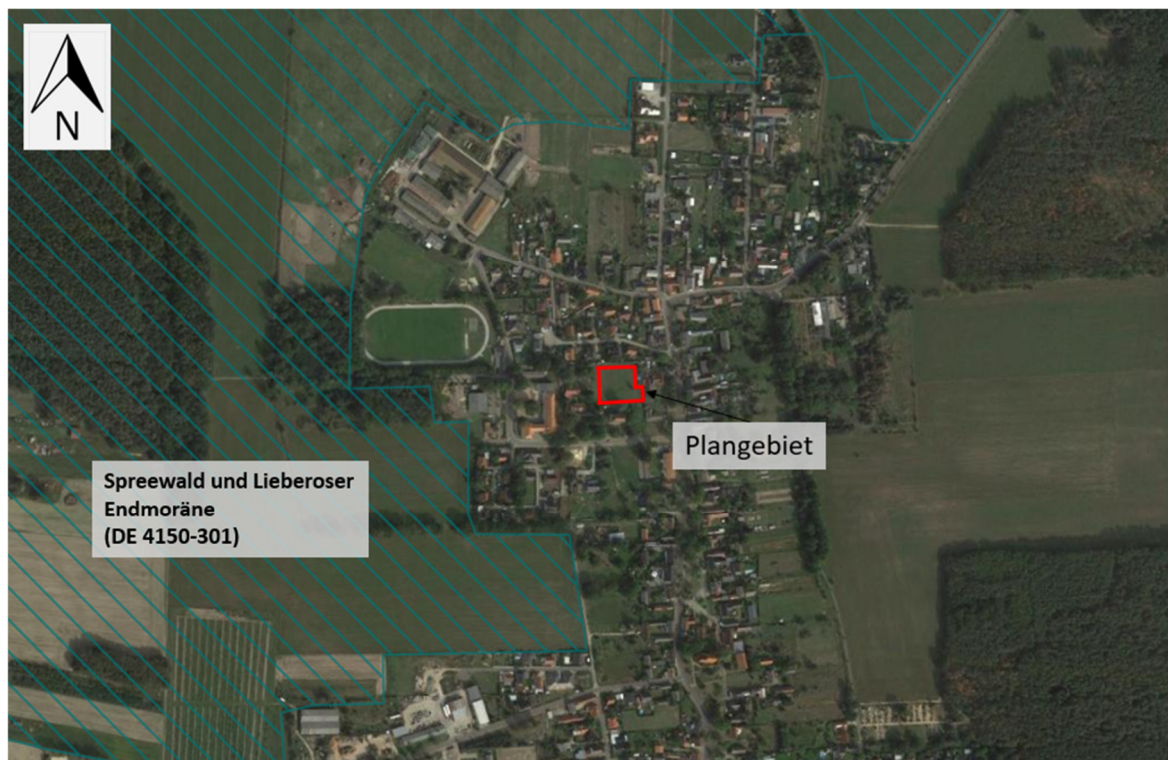 N
Plangebiet
Spreewald und Lieberoser
Endmoräne
(DE 4150-301)